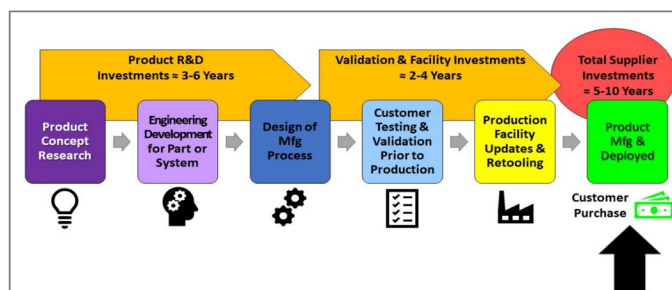 Product R&D
Investments ≈ 3-6 Years
Validation & Facility Investments
≈ 2-4 Years
Total Supplier
Investments
≈ 5-10 Years
Product
Concept
Research
Engineering
Development
for Part or
System
Design of
Mfg
Process
Customer
Testing &
Validation
Prior to
Production
Production
Facility
Updates &
Retooling
Product
Mfg &
Deployed
Customer
Purchase